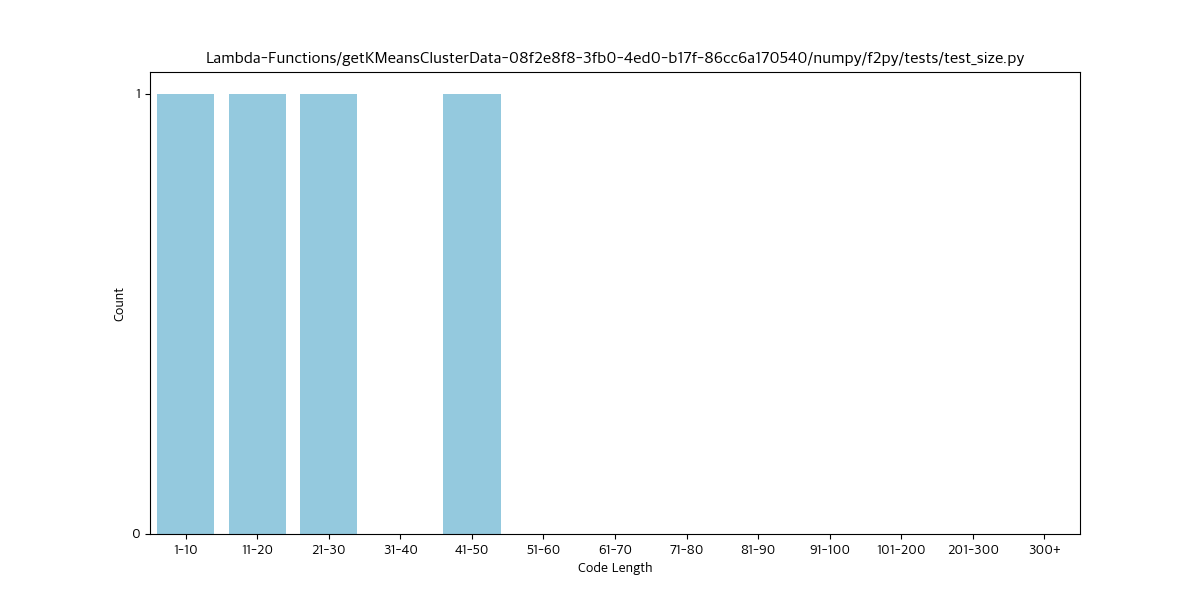 Lambda-Functions/getKMeansClusterData-08f2e8f8-3fb0-4ed0-b17f-86cc6a170540/numpy/f2py/tests/test_size.py
1
Count
0
1-10 11-20 21-30 31-40 41-50 51-60 61-70 71-80 81-90 91-100 101-200 201-300 300+
Code Length